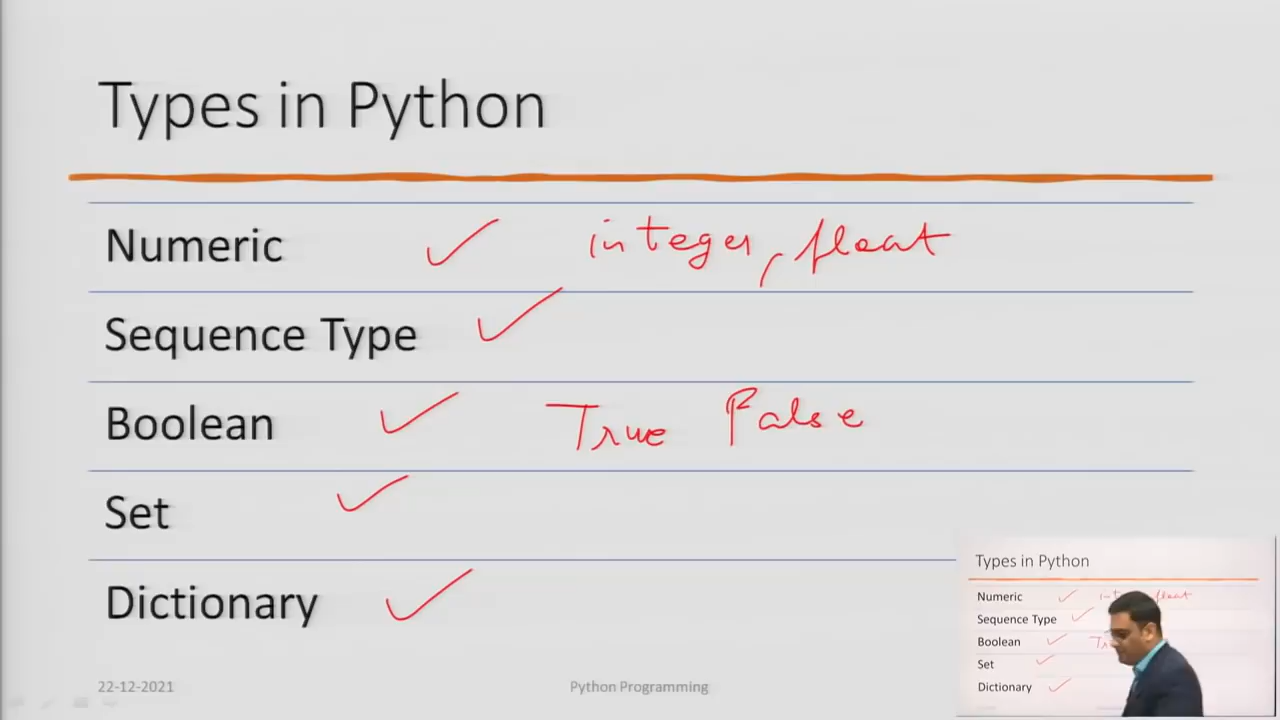 Types in Python
Numeric integer, float
Sequence Type
Boolean True False
Set
Dictionary
22-12-2021 Python Programming
Types in Python
Numeric float
Sequence Type
Boolean
Set
Dictionary